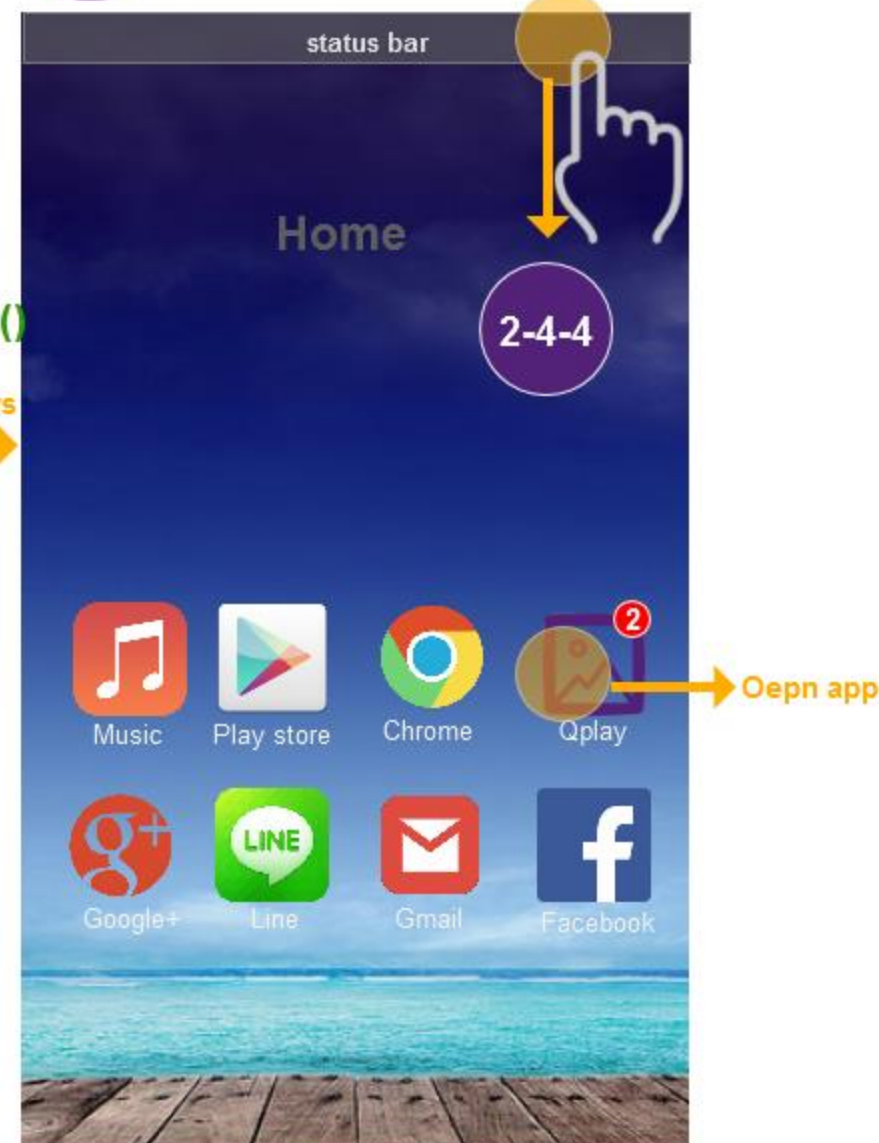 status bar
Home
()
2-4-4
2
Music
Play store
Chrome
Qplay
Oepn app
g+
LINE
Google+
Line
Gmail
Facebook